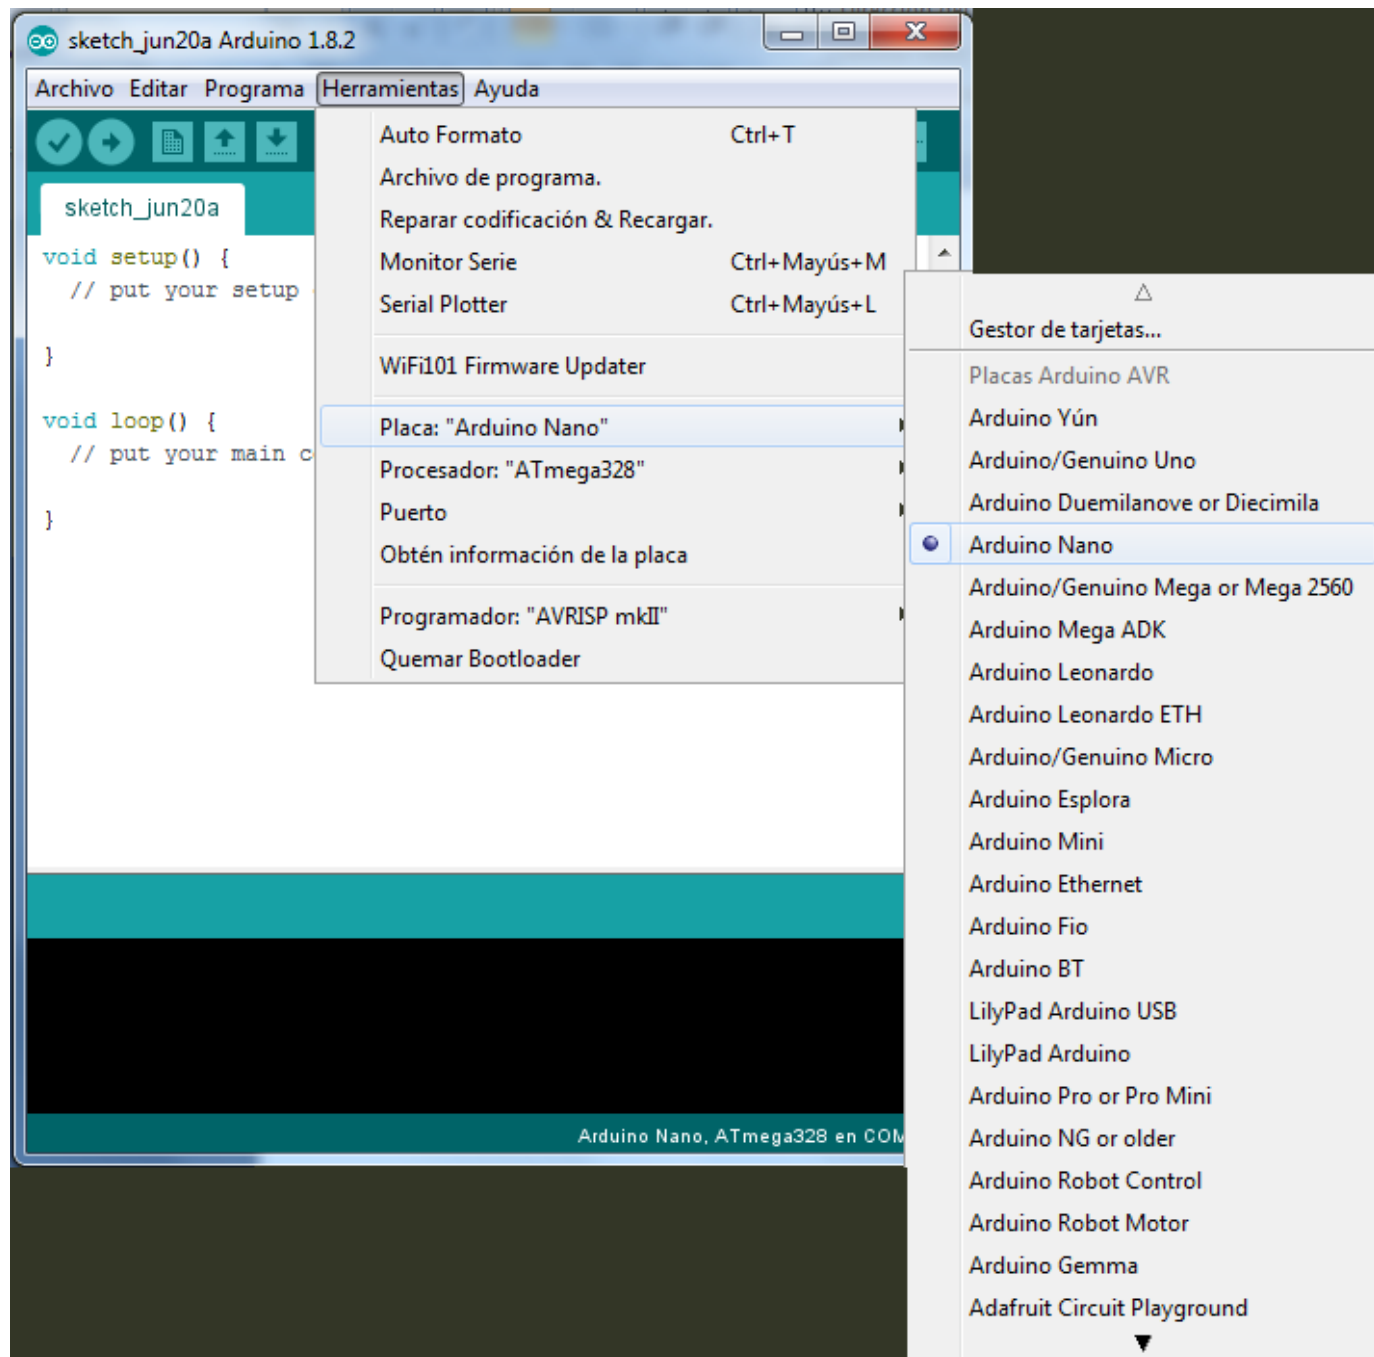 sketch_jun20a Arduino 1.8.2
Archivo Editar Programa Herramientas Ayuda
sketch_jun20a
void setup() {
// put your setup
}
void loop() {
// put your main c
}
Auto Formato Ctrl+T
Archivo de programa.
Reparar codificación & Recargar.
Monitor Serie Ctrl+Mayús+M
Serial Plotter Ctrl+Mayús+L
WiFi101 Firmware Updater
Placa: "Arduino Nano"
Procesador: "ATmega328"
Puerto
Obtén información de la placa
Programador: "AVRISP mkII"
Quemar Bootloader
Gestor de tarjetas...
Placas Arduino AVR
Arduino Yún
Arduino/Genuino Uno
Arduino Duemilanove or Diecimila
Arduino Nano
Arduino/Genuino Mega or Mega 2560
Arduino Mega ADK
Arduino Leonardo
Arduino Leonardo ETH
Arduino/Genuino Micro
Arduino Esplora
Arduino Mini
Arduino Ethernet
Arduino Fio
Arduino BT
LilyPad Arduino USB
LilyPad Arduino
Arduino Pro or Pro Mini
Arduino NG or older
Arduino Robot Control
Arduino Robot Motor
Arduino Gemma
Adafruit Circuit Playground
Arduino Nano, ATmega328 en COM